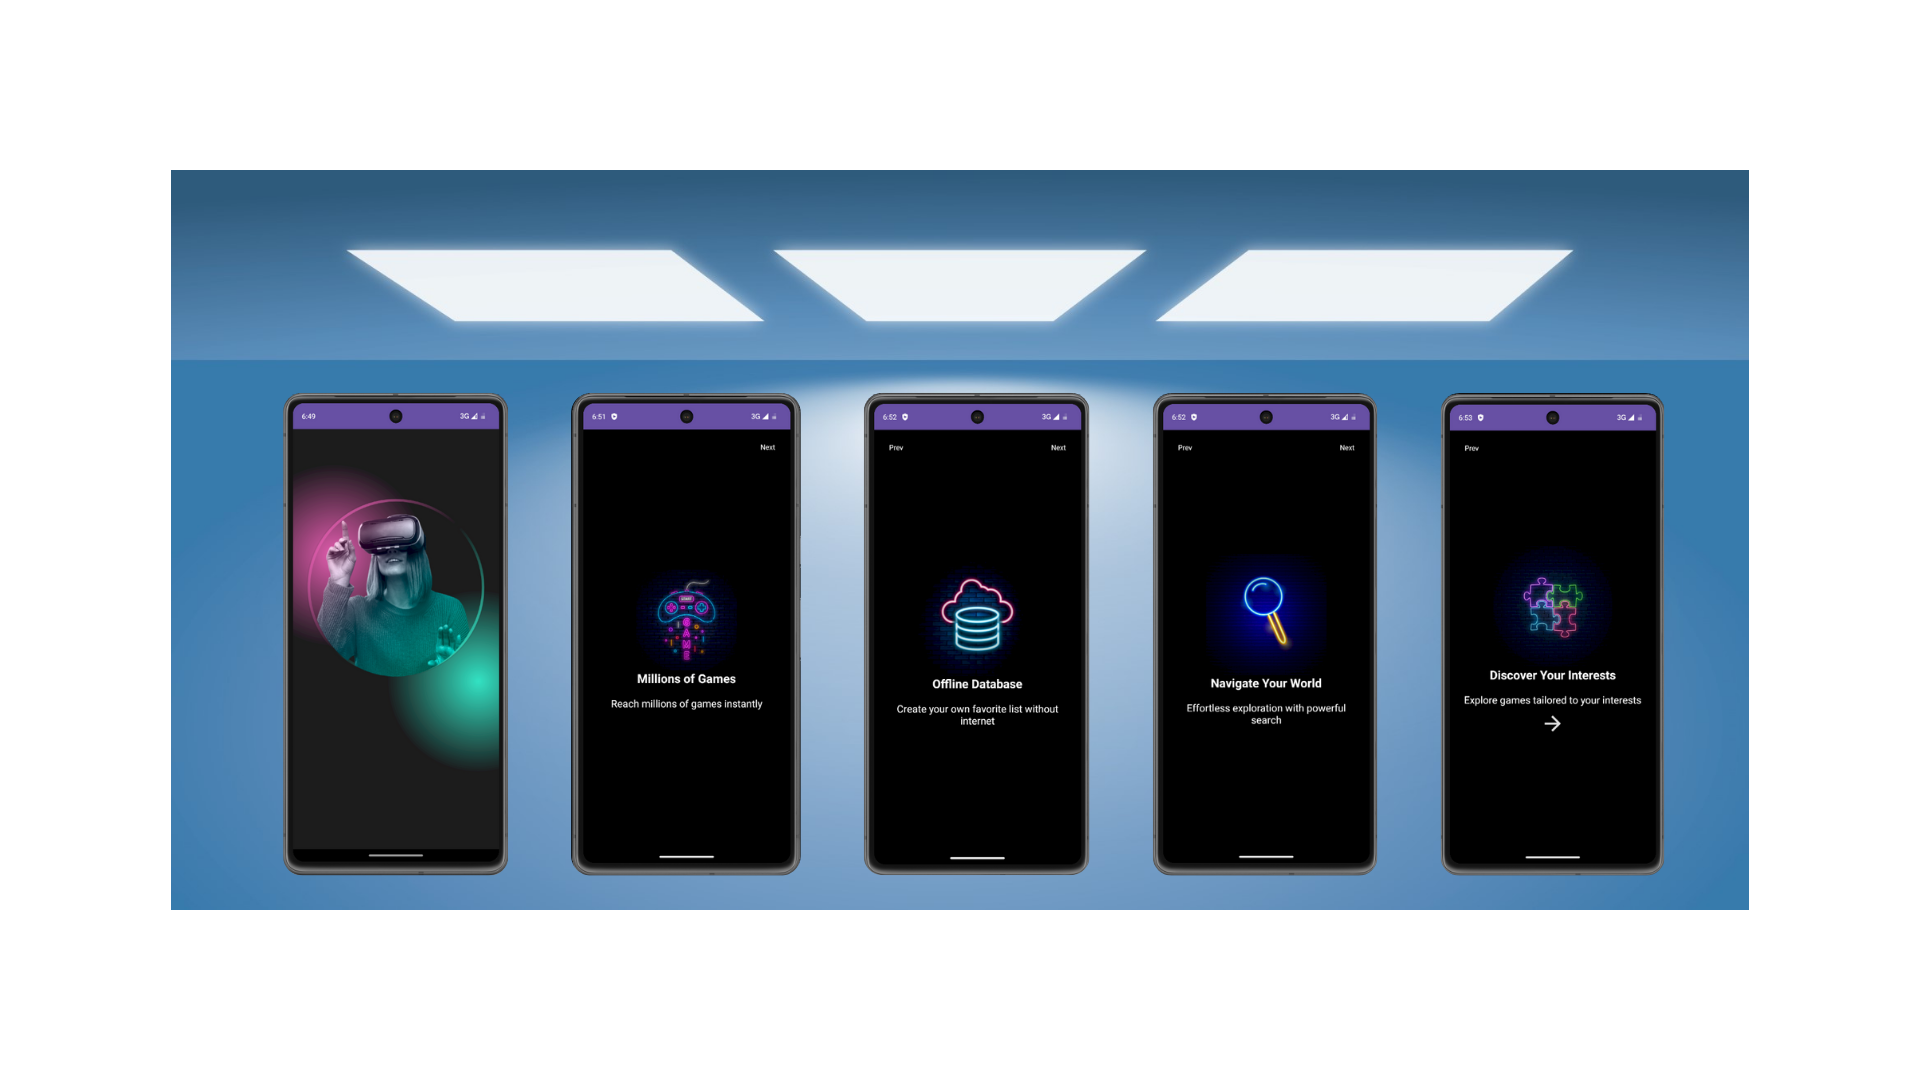 6:49
3G
6:51
3G
Next
START
GAME
Millions of Games
Reach millions of games instantly
6:52
3G
Prev
Next
Offline Database
Create your own favorite list without
internet
6:52
3G
Prev
Next
Navigate Your World
Effortless exploration with powerful
search
6:53
3G
Prev
Discover Your Interests
Explore games tailored to your interests